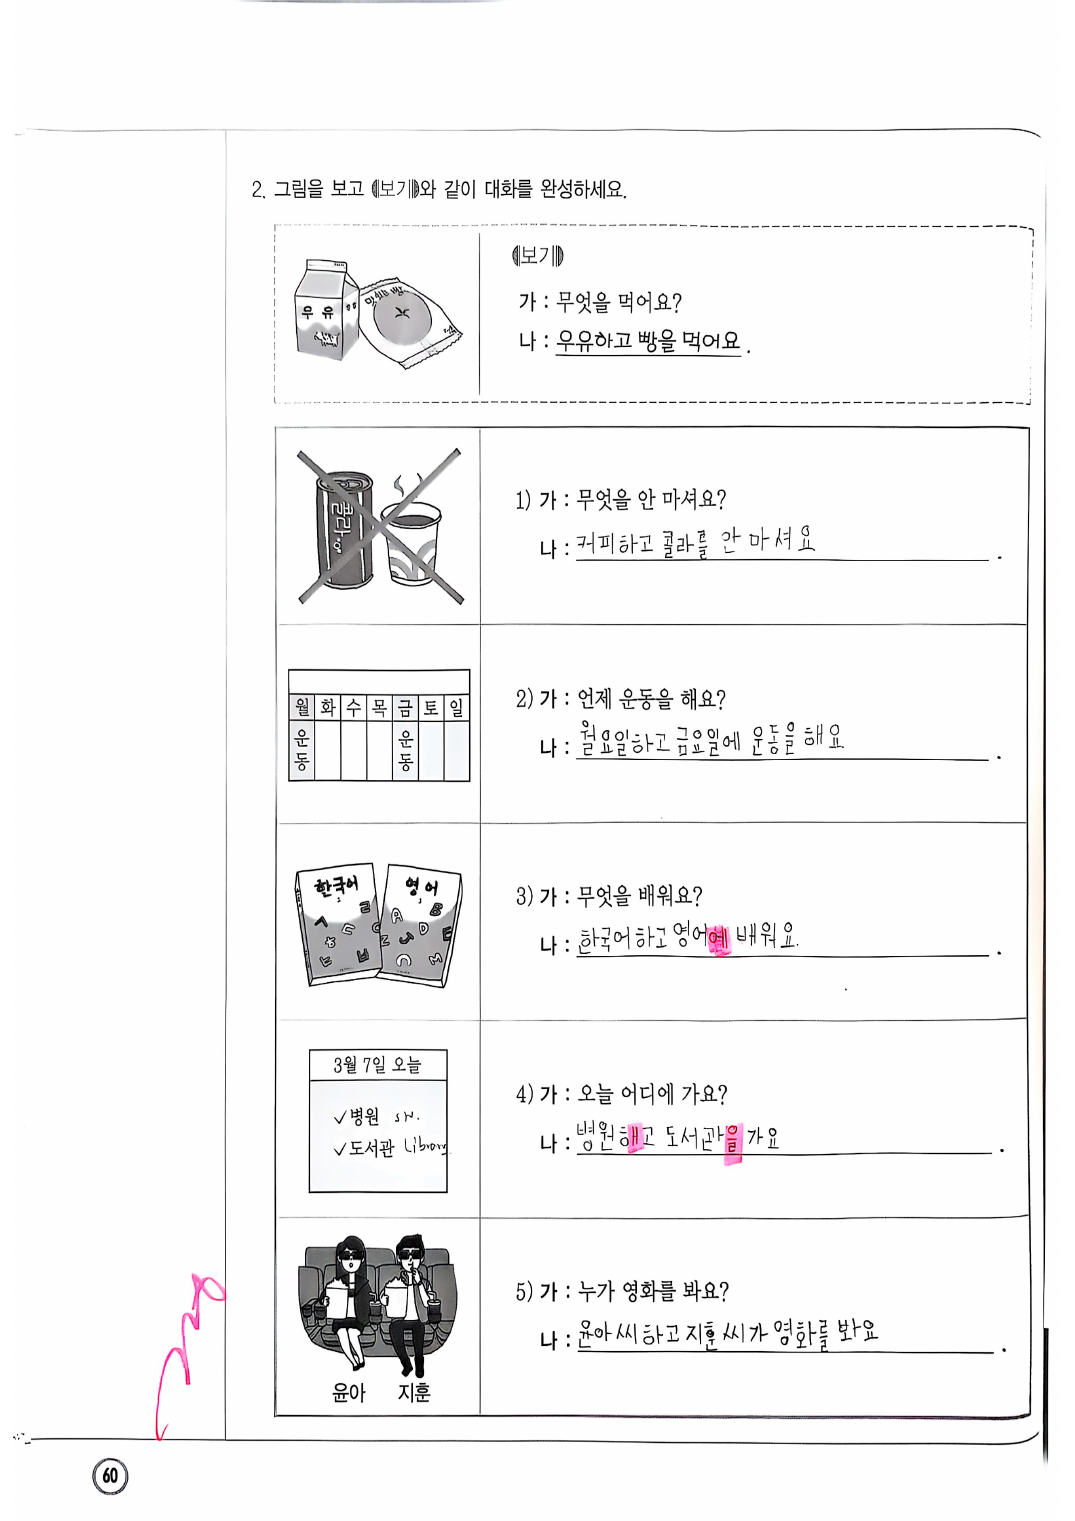 2. 그림을 보고 《보기》와 같이 대화를 완성하세요.
우유
맛있는 빵
《보기》
가 : 무엇을 먹어요?
나 : 우유하고 빵을 먹어요.
콜라
1) 가 : 무엇을 안 마셔요?
나 : 커피하고 콜라를 안 마셔요.
월 화 수 목 금 토 일
운동 운동
2) 가 : 언제 운동을 해요?
나 : 월요일하고 금요일에 운동을 해요.
한국어 영어
3) 가 : 무엇을 배워요?
나 : 한국어하고 영어예 배워요.
3월 7일 오늘
✓병원
✓도서관 Library
4) 가 : 오늘 어디에 가요?
나 : 병원해고 도서관을 가요.
5) 가 : 누가 영화를 봐요?
나 : 윤아 씨하고 지훈 씨가 영화를 봐요.
윤아 지훈
60